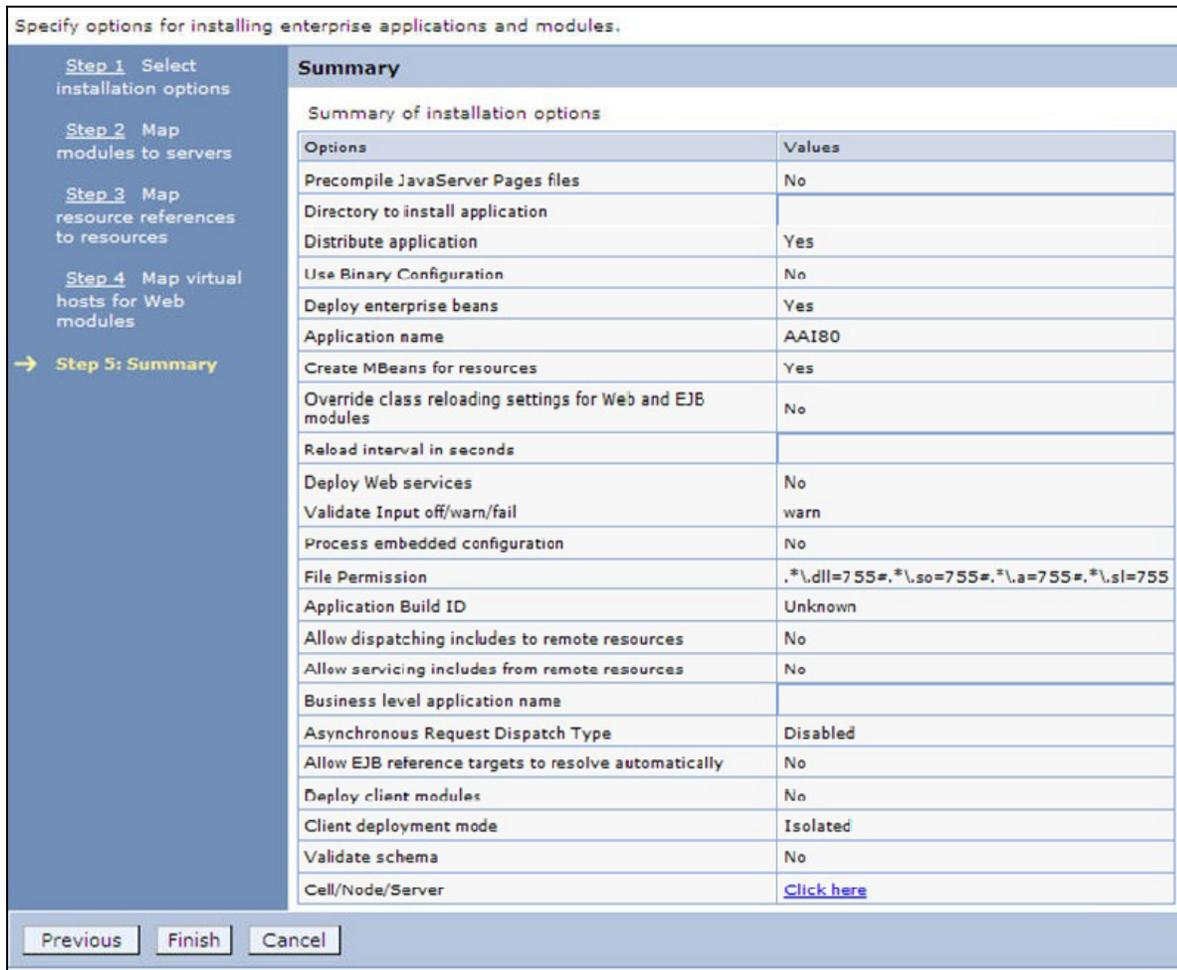 Specify options for installing enterprise applications and modules.
Step 1 Select
installation options
Step 2 Map
modules to servers
Step 3 Map
resource references
to resources
Step 4 Map virtual
hosts for Web
modules
→ Step 5: Summary
Summary
Summary of installation options
Options Values
Precompile JavaServer Pages files No
Directory to install application
Distribute application Yes
Use Binary Configuration No
Deploy enterprise beans Yes
Application name AAI80
Create MBeans for resources Yes
Override class reloading settings for Web and EJB
modules No
Reload interval in seconds
Deploy Web services No
Validate Input off/warn/fail warn
Process embedded configuration No
File Permission .*\.dll=755#.*\.so=755#.*\.a=755#.*\.sl=755
Application Build ID Unknown
Allow dispatching includes to remote resources No
Allow servicing includes from remote resources No
Business level application name
Asynchronous Request Dispatch Type Disabled
Allow EJB reference targets to resolve automatically No
Deploy client modules No
Client deployment mode Isolated
Validate schema No
Cell/Node/Server Click here
Previous Finish Cancel